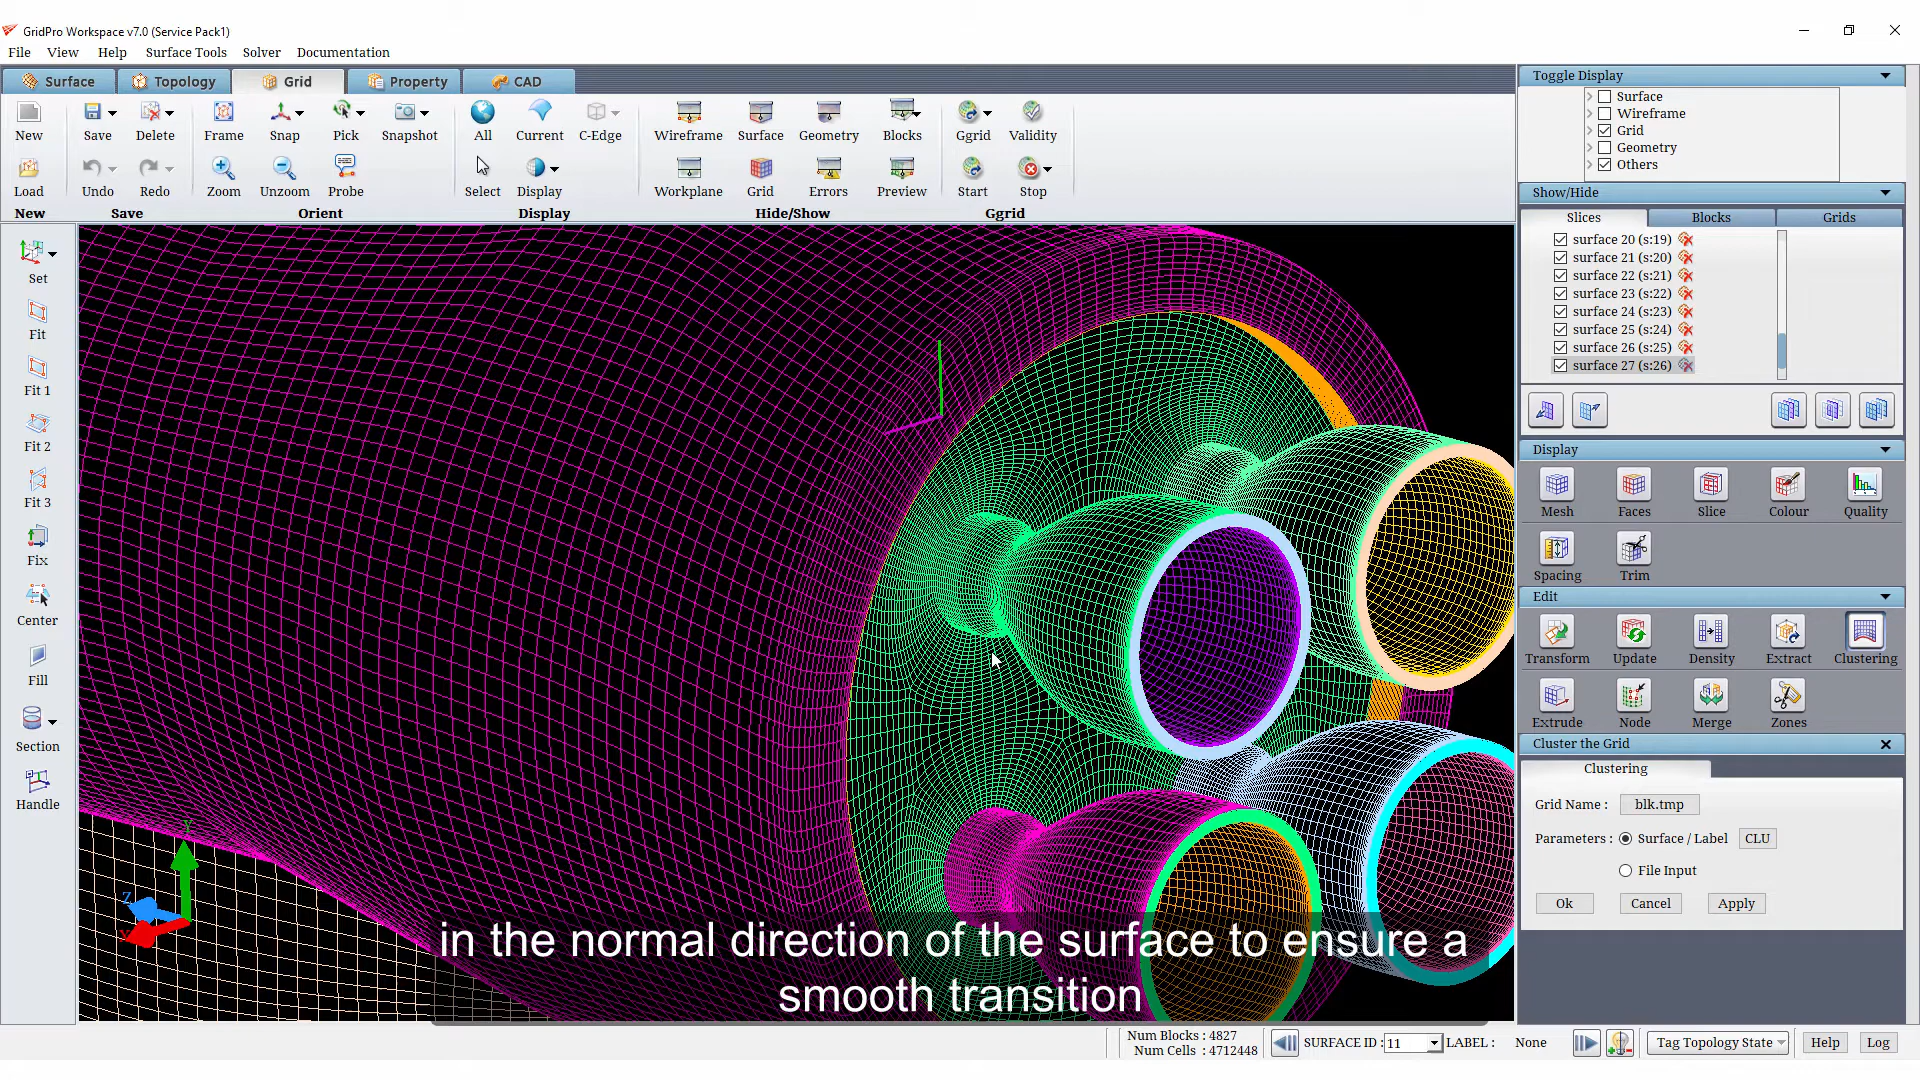 GridPro Workspace v7.0 (Service Pack1)
File View Help Surface Tools Solver Documentation
Surface Topology Grid Property CAD
New Save Delete Frame Snap Pick Snapshot All Current C-Edge Wireframe Surface Geometry Blocks Ggrid Validity
Load Undo Redo Zoom Unzoom Probe Select Display Workplane Grid Errors Preview Start Stop
New Save Orient Display Hide/Show Ggrid
Set
Fit
Fit 1
Fit 2
Fit 3
Fix
Center
Fill
Section
Handle
Y
Z
in the normal direction of the surface to ensure a
smooth transition
Toggle Display
Surface
Wireframe
Grid
Geometry
Others
Show/Hide
Slices Blocks Grids
surface 20 (s:19)
surface 21 (s:20)
surface 22 (s:21)
surface 23 (s:22)
surface 24 (s:23)
surface 25 (s:24)
surface 26 (s:25)
surface 27 (s:26)
Display
Mesh Faces Slice Colour Quality
Spacing Trim
Edit
Transform Update Density Extract Clustering
Extrude Node Merge Zones
Cluster the Grid
Clustering
Grid Name : blk.tmp
Parameters : Surface / Label CLU
File Input
Ok Cancel Apply
Num Blocks : 4827
Num Cells : 4712448
SURFACE ID : 11 LABEL : None Tag Topology State Help Log